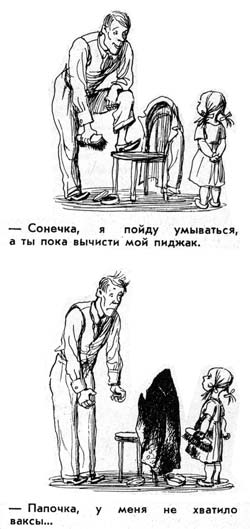 — Сонечка, я пойду умываться,
а ты пока вычисти мой пиджак.
— Папочка, у меня не хватило
ваксы...